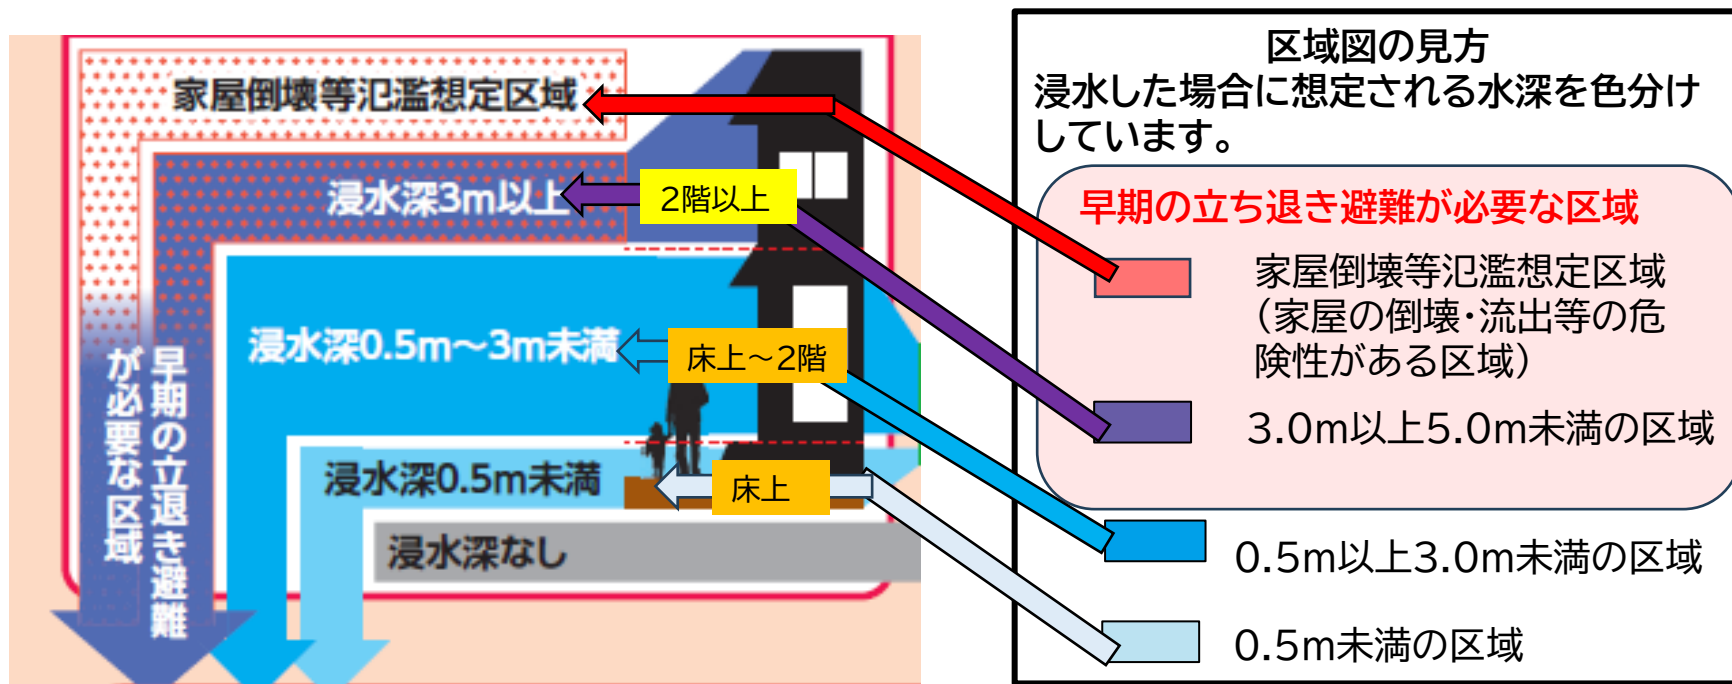 家屋倒壊等氾濫想定区域
浸水深3m以上
2階以上
浸水深0.5m～3m未満
床上～2階
浸水深0.5m未満
床上
浸水深なし
早期の立退き避難
が必要な区域
区域図の見方
浸水した場合に想定される水深を色分け
しています。
早期の立ち退き避難が必要な区域
家屋倒壊等氾濫想定区域
（家屋の倒壊・流出等の危
険性がある区域）
3.0m以上5.0m未満の区域
0.5m以上3.0m未満の区域
0.5m未満の区域